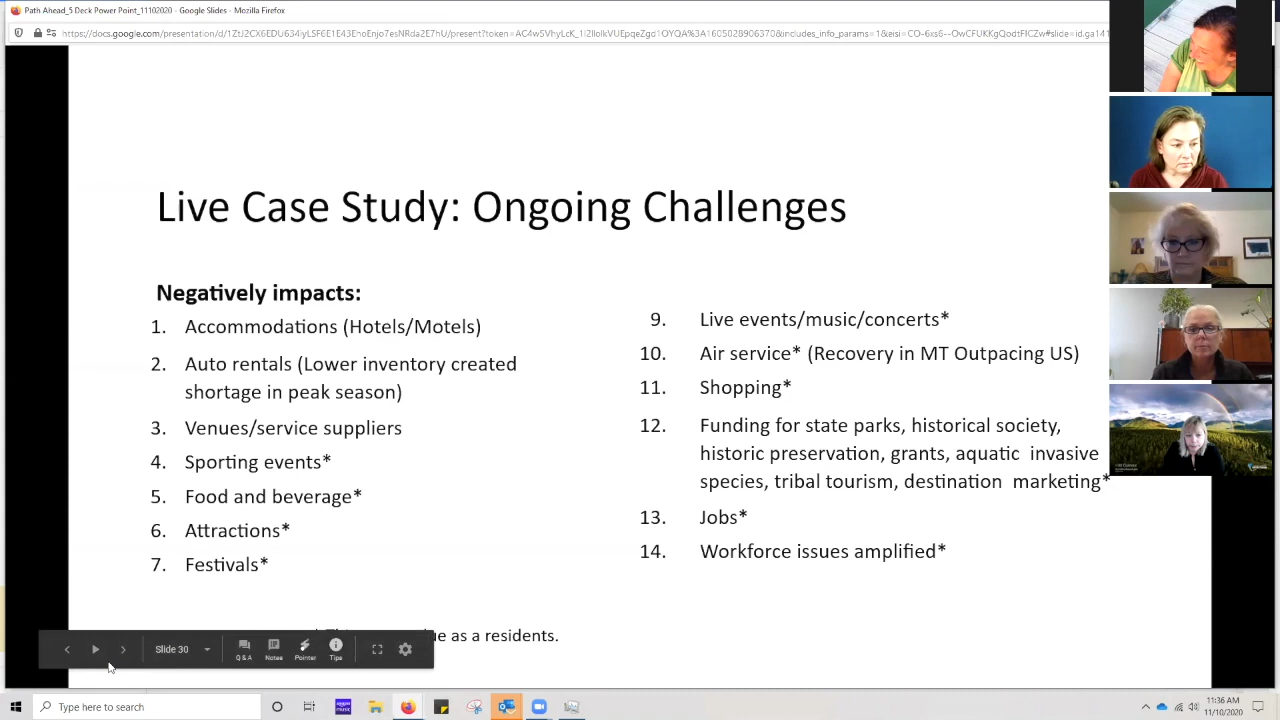 Path Ahead_5 Deck Power Point_11102020 - Google Slides - Mozilla Firefox
Live Case Study: Ongoing Challenges
Negatively impacts:
1. Accommodations (Hotels/Motels)
2. Auto rentals (Lower inventory created
shortage in peak season)
3. Venues/service suppliers
4. Sporting events*
5. Food and beverage*
6. Attractions*
7. Festivals*
9. Live events/music/concerts*
10. Air service* (Recovery in MT Outpacing US)
11. Shopping*
12. Funding for state parks, historical society,
historic preservation, grants, aquatic invasive
species, tribal tourism, destination marketing*
13. Jobs*
14. Workforce issues amplified*
as a residents.
Slide 30
Q & A Notes Pointer Tips
Type here to search
amazon music
11:36 AM
11/10/2020